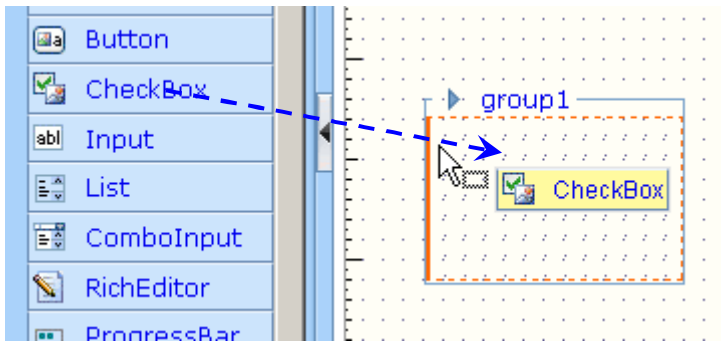 Button
CheckBox
Input
List
ComboInput
RichEditor
ProgressBar
group1
CheckBox